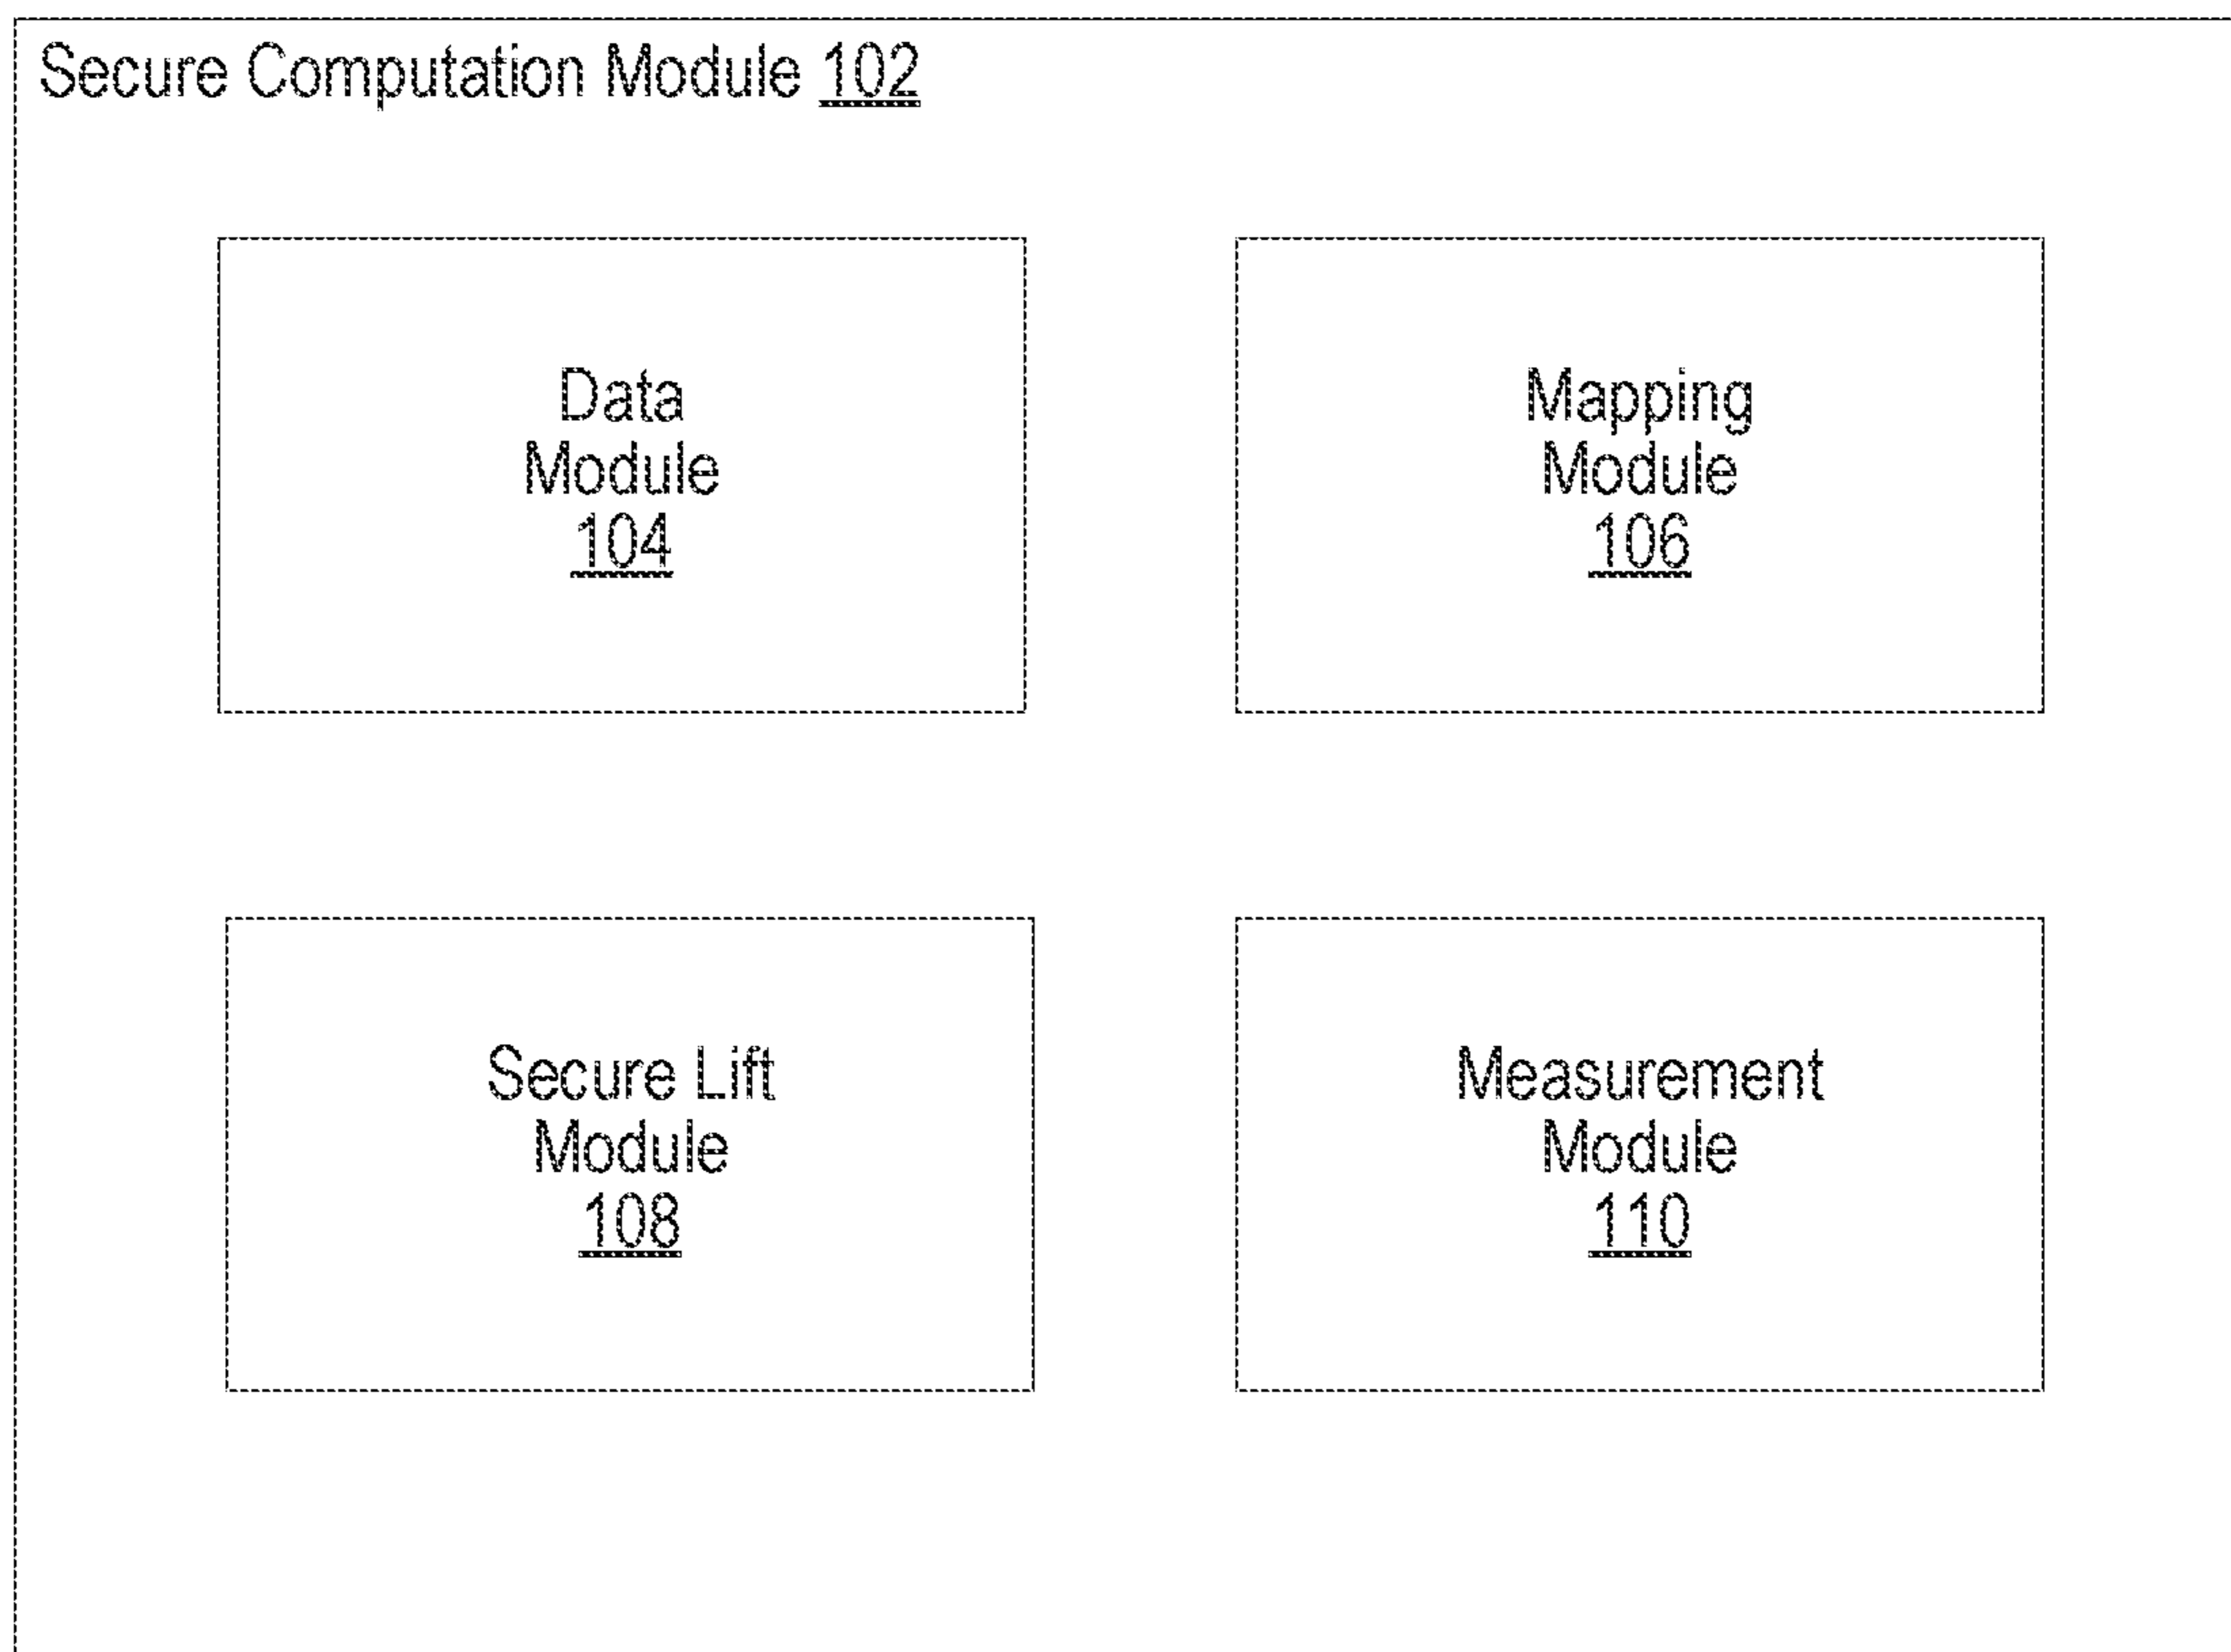 Secure Computation Module 102
Data
Module
104
Mapping
Module
106
Secure Lift
Module
108
Measurement
Module
110